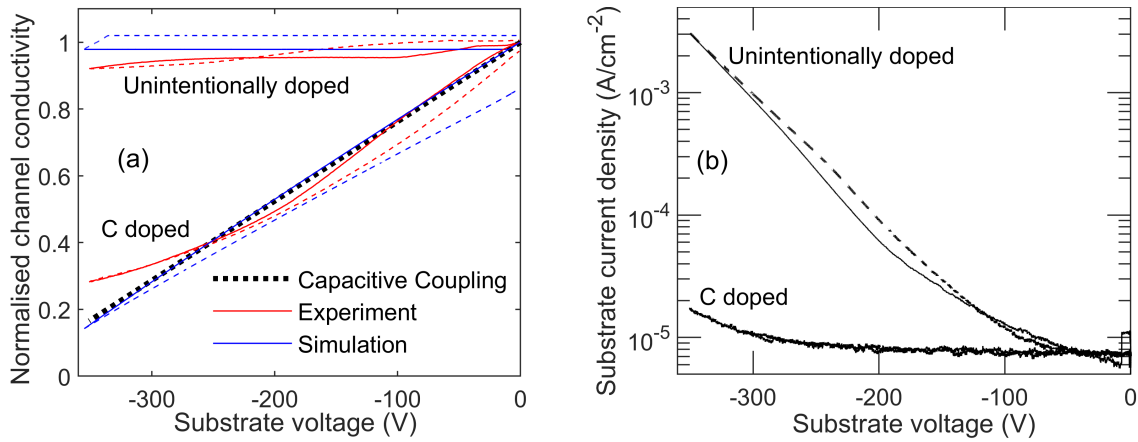 Normalised channel conductivity
1
0.8
0.6
0.4
0.2
0
-300
-200
-100
0
Substrate voltage (V)
Unintentionally doped
(a)
C doped
Capacitive Coupling
Experiment
Simulation
Substrate current density (A/cm⁻²)
10⁻³
10⁻⁴
10⁻⁵
-300
-200
-100
0
Substrate voltage (V)
Unintentionally doped
(b)
C doped